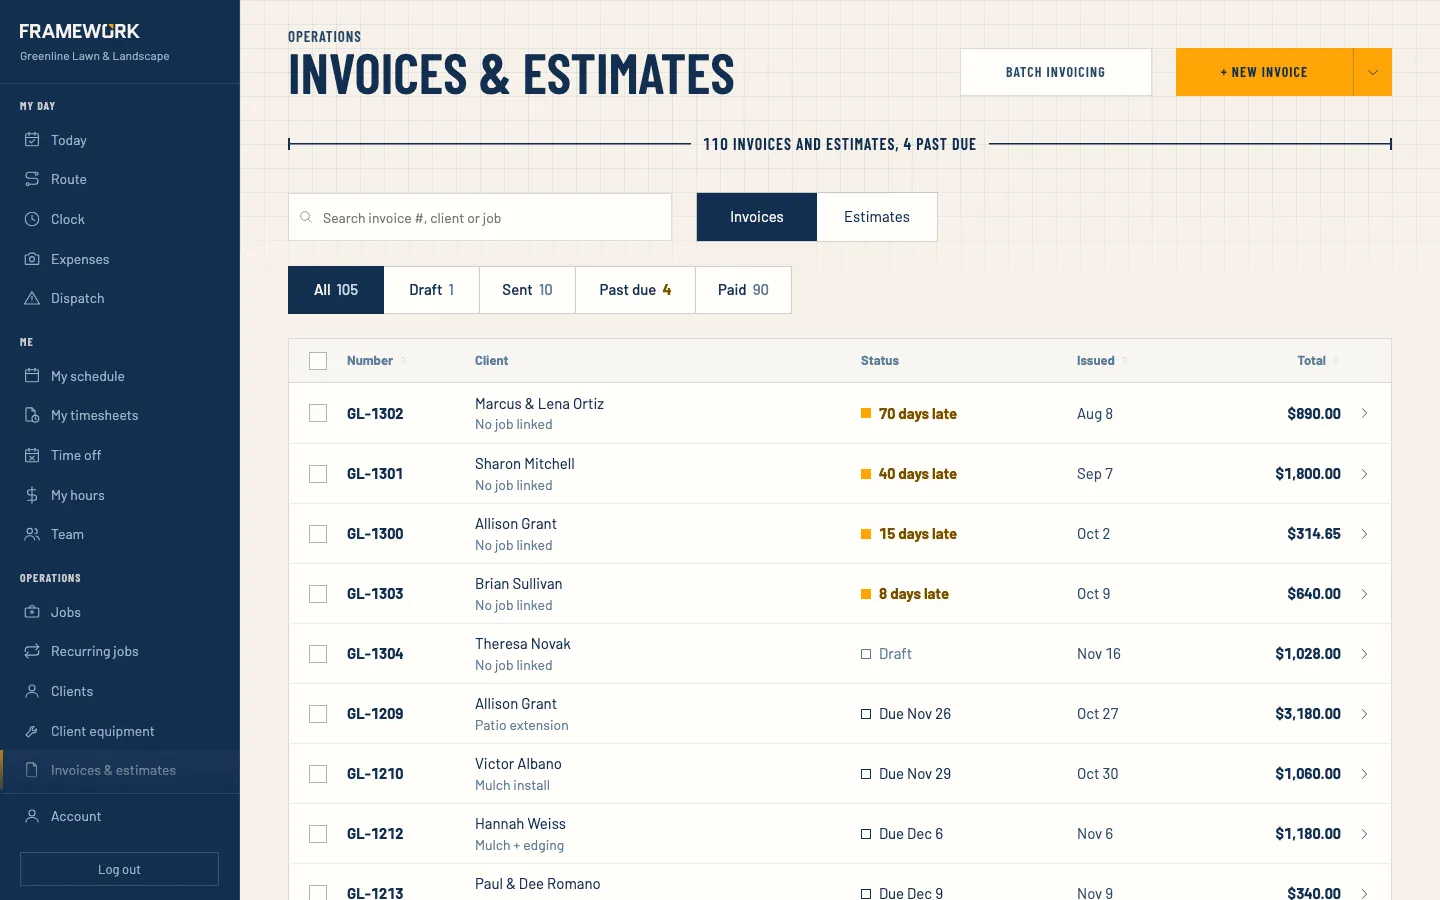 FRAMEWORK
Greenline Lawn & Landscape
MY DAY
Today
Route
Clock
Expenses
Dispatch
ME
My schedule
My timesheets
Time off
My hours
Team
OPERATIONS
Jobs
Recurring jobs
Clients
Client equipment
Invoices & estimates
Account
Log out
OPERATIONS
INVOICES & ESTIMATES
BATCH INVOICING
+ NEW INVOICE
110 INVOICES AND ESTIMATES, 4 PAST DUE
Search invoice #, client or job
Invoices Estimates
All 105 Draft 1 Sent 10 Past due 4 Paid 90
Number Client Status Issued Total
GL-1302 Marcus & Lena Ortiz 70 days late Aug 8 $890.00
No job linked
GL-1301 Sharon Mitchell 40 days late Sep 7 $1,800.00
No job linked
GL-1300 Allison Grant 15 days late Oct 2 $314.65
No job linked
GL-1303 Brian Sullivan 8 days late Oct 9 $640.00
No job linked
GL-1304 Theresa Novak Draft Nov 16 $1,028.00
No job linked
GL-1209 Allison Grant Due Nov 26 Oct 27 $3,180.00
Patio extension
GL-1210 Victor Albano Due Nov 29 Oct 30 $1,060.00
Mulch install
GL-1212 Hannah Weiss Due Dec 6 Nov 6 $1,180.00
Mulch + edging
GL-1213 Paul & Dee Romano Due Dec 9 Nov 9 $340.00